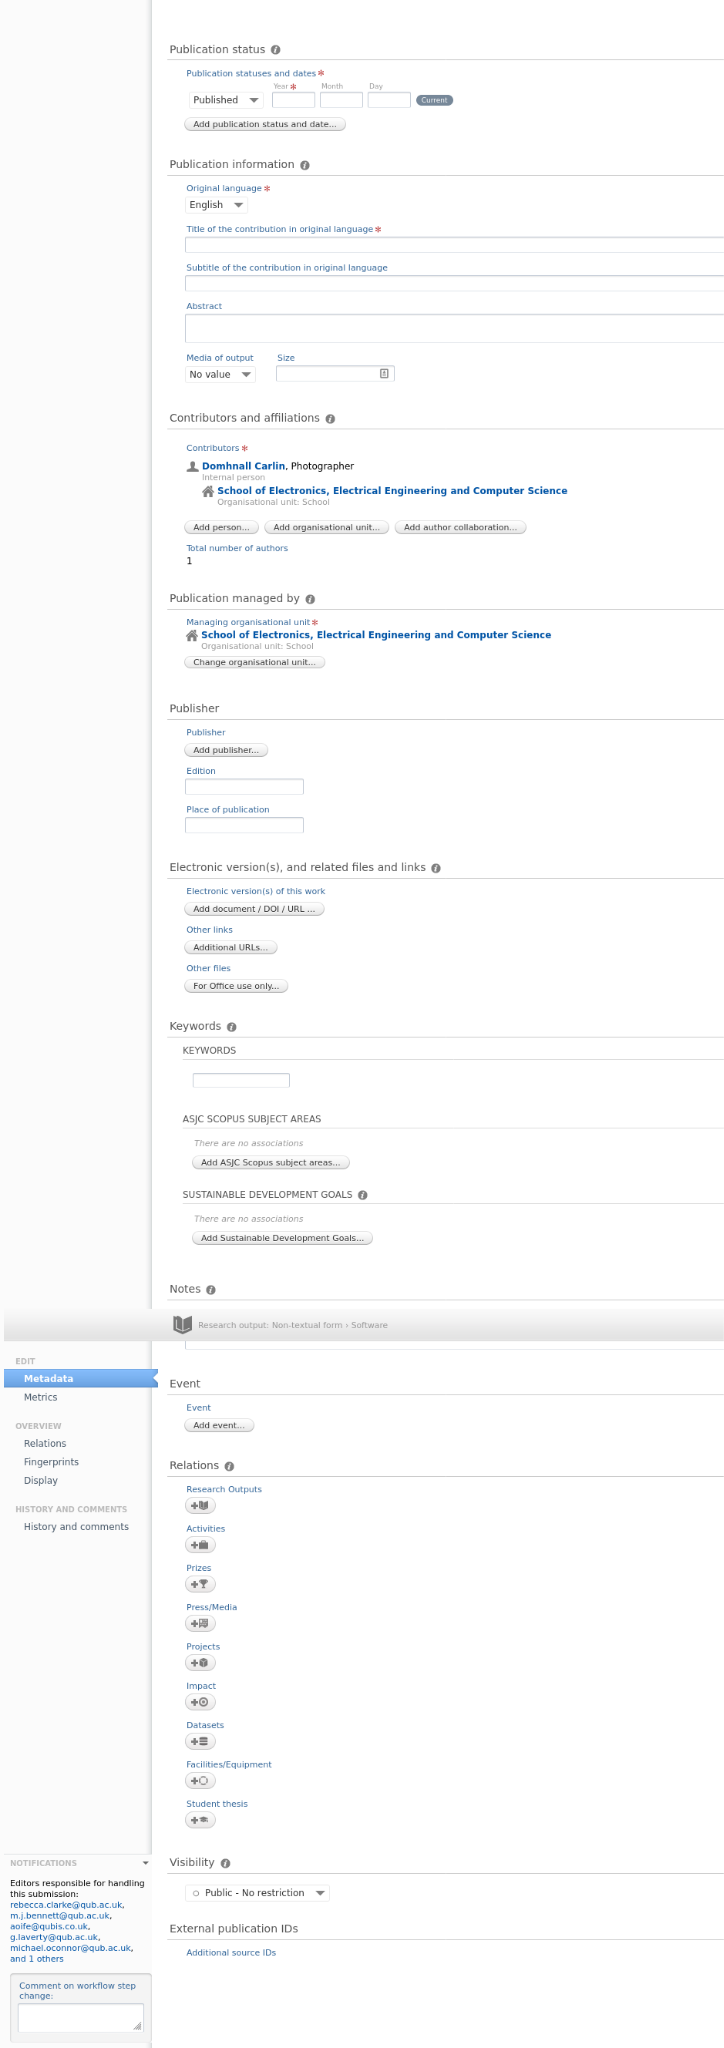 Publication status
Publication statuses and dates *
Year * Month Day
Published Current
Add publication status and date...
Publication information
Original language *
English
Title of the contribution in original language *
Subtitle of the contribution in original language
Abstract
Media of output Size
No value
Contributors and affiliations
Contributors *
Domhnall Carlin, Photographer
Internal person
School of Electronics, Electrical Engineering and Computer Science
Organisational unit: School
Add person... Add organisational unit... Add author collaboration...
Total number of authors
1
Publication managed by
Managing organisational unit *
School of Electronics, Electrical Engineering and Computer Science
Organisational unit: School
Change organisational unit...
Publisher
Publisher
Add publisher...
Edition
Place of publication
Electronic version(s), and related files and links
Electronic version(s) of this work
Add document / DOI / URL ...
Other links
Additional URLs...
Other files
For Office use only...
Keywords
KEYWORDS
ASJC SCOPUS SUBJECT AREAS
There are no associations
Add ASJC Scopus subject areas...
SUSTAINABLE DEVELOPMENT GOALS
There are no associations
Add Sustainable Development Goals...
Notes
Research output: Non-textual form › Software
EDIT
Metadata
Metrics
OVERVIEW
Relations
Fingerprints
Display
HISTORY AND COMMENTS
History and comments
Event
Event
Add event...
Relations
Research Outputs
Activities
Prizes
Press/Media
Projects
Impact
Datasets
Facilities/Equipment
Student thesis
NOTIFICATIONS
Editors responsible for handling
this submission:
rebecca.clarke@qub.ac.uk,
m.j.bennett@qub.ac.uk,
aoife@qubis.co.uk,
g.laverty@qub.ac.uk,
michael.oconnor@qub.ac.uk,
and 1 others
Comment on workflow step
change:
Visibility
Public - No restriction
External publication IDs
Additional source IDs